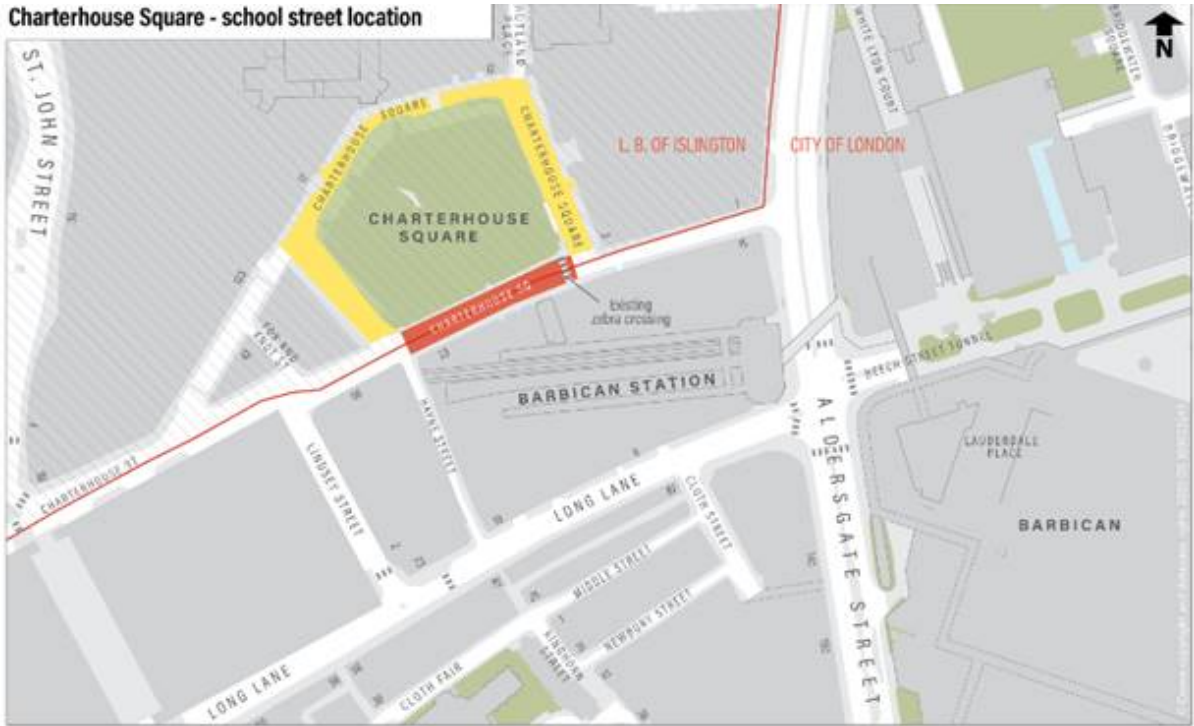 Charterhouse Square - school street location
N
ST. JOHN STREET
WHITE LYON COURT
BRIDGEWATER
SQUARE
CHARTERHOUSE SQUARE
CHARTERHOUSE SQUARE
L. B. OF ISLINGTON
CITY OF LONDON
CHARTERHOUSE
SQUARE
CHARTERHOUSE SQ
Existing
zebra crossing
FOX AND
KNOT ST
BARBICAN STATION
BEECH STREET TUNNEL
HAYNE STREET
LINDSEY STREET
CHARTERHOUSE ST
LONG LANE
CLOTH STREET
ALDERSGATE STREET
LAUDERDALE
PLACE
BARBICAN
MIDDLE STREET
NEWBURY STREET
KINGHORN
STREET
CLOTH FAIR
LONG LANE